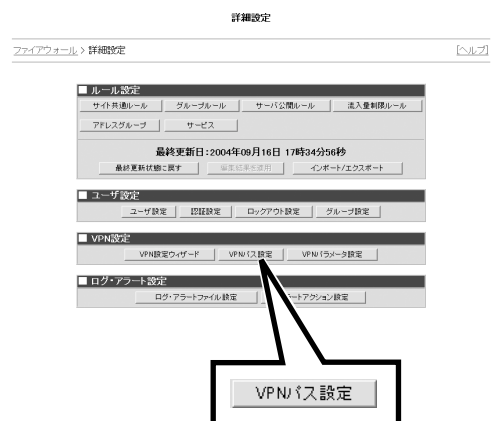 詳細設定
ファイアウォール > 詳細設定 [ヘルプ]
■ ルール設定
サイト共通ルール グループルール サーバ公開ルール 流入量制限ルール
アドレスグループ サービス
最終更新日:2004年09月16日 17時34分56秒
最終更新状態に戻す 編集結果を適用 インポート/エクスポート
■ ユーザ設定
ユーザ設定 認証設定 ロックアウト設定 グループ設定
■ VPN設定
VPN設定ウィザード VPNパス設定 VPNパラメータ設定
■ ログ・アラート設定
ログ・アラートファイル設定 ートアクション設定
VPNパス設定